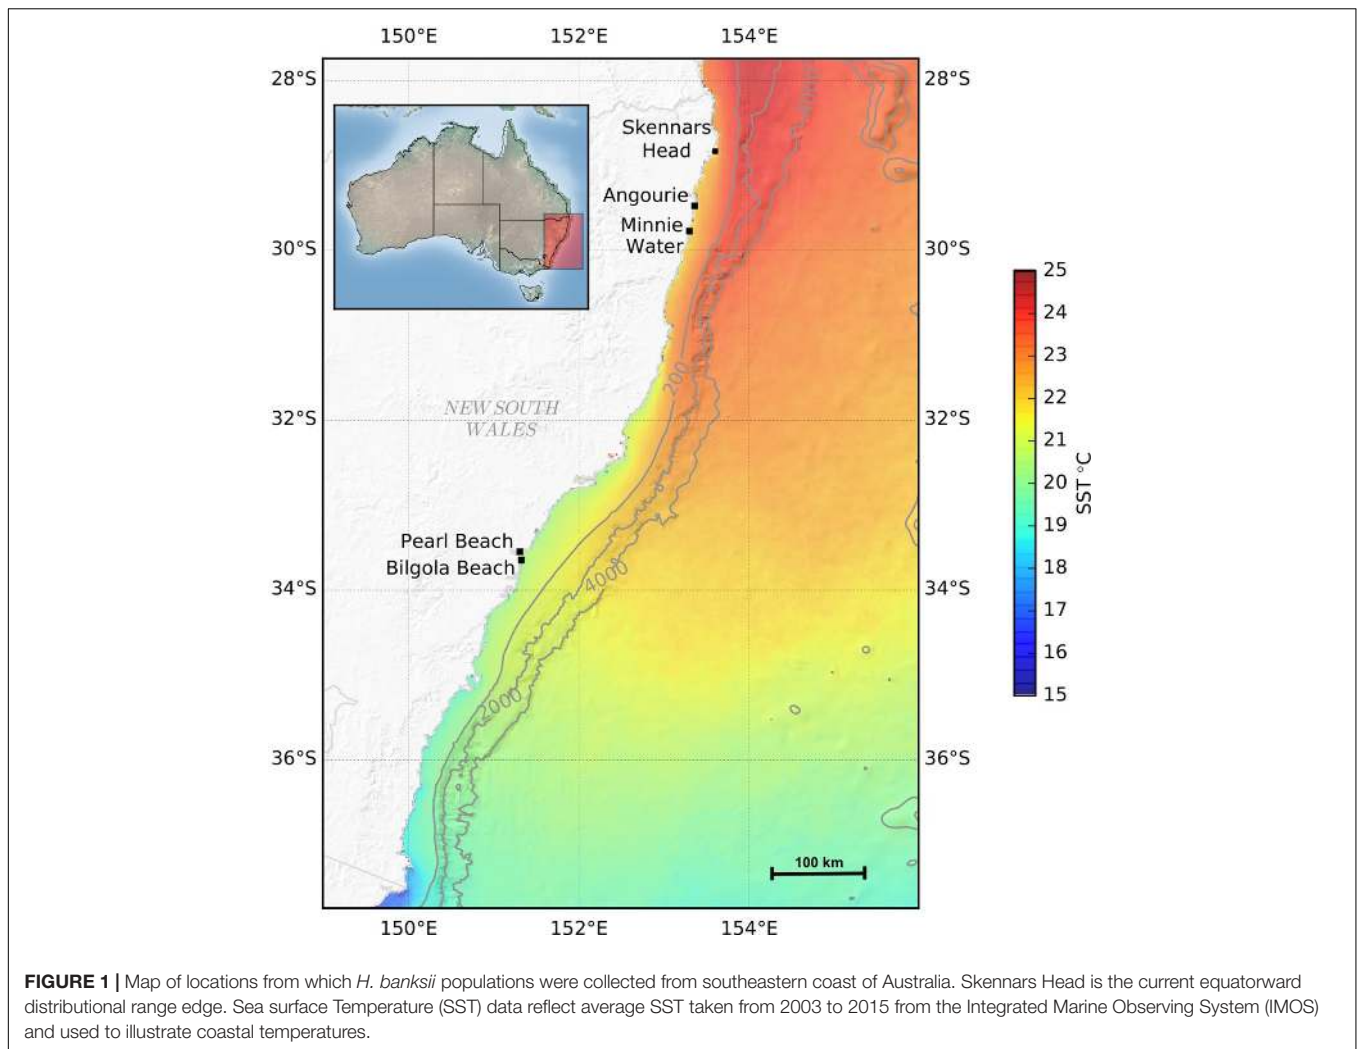 150°E 152°E 154°E
28°S 28°S
Skennars
Head
Angourie
Minnie
Water
30°S 30°S
200
NEW SOUTH
WALES
32°S 32°S
Pearl Beach
Bilgola Beach
4000
34°S 34°S
2000
36°S 36°S
100 km
150°E 152°E 154°E
25
24
23
22
21
20
19
18
17
16
15
SST °C
FIGURE 1 | Map of locations from which H. banksii populations were collected from southeastern coast of Australia. Skennars Head is the current equatorward
distributional range edge. Sea surface Temperature (SST) data reflect average SST taken from 2003 to 2015 from the Integrated Marine Observing System (IMOS)
and used to illustrate coastal temperatures.